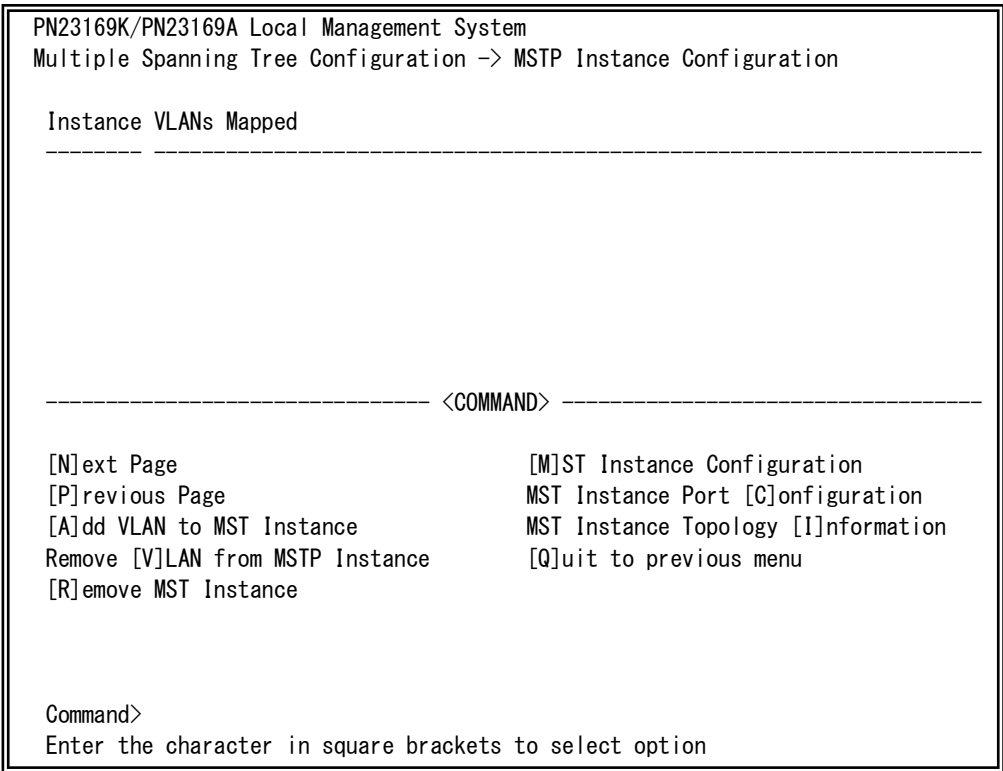 PN23169K/PN23169A Local Management System
Multiple Spanning Tree Configuration -> MSTP Instance Configuration
Instance VLANs Mapped
-------- ---------------------------------------------------------------------
-------------------------------- <COMMAND> -----------------------------------
[N]ext Page [M]ST Instance Configuration
[P]revious Page MST Instance Port [C]onfiguration
[A]dd VLAN to MST Instance MST Instance Topology [I]nformation
Remove [V]LAN from MSTP Instance [Q]uit to previous menu
[R]emove MST Instance
Command>
Enter the character in square brackets to select option